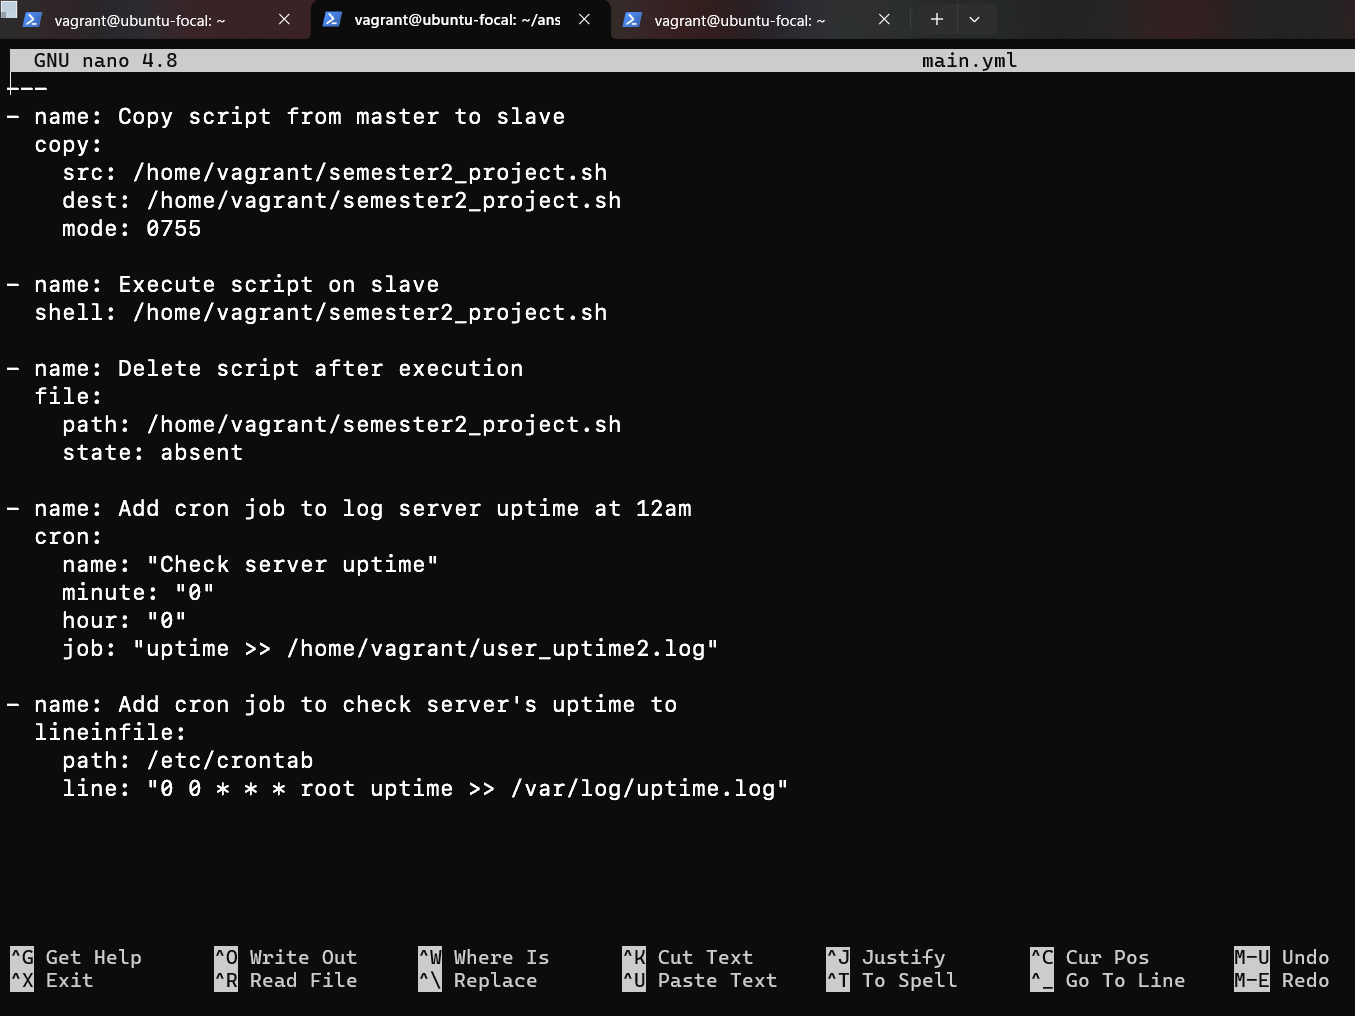 vagrant@ubuntu-focal: ~
vagrant@ubuntu-focal: ~/ans
vagrant@ubuntu-focal: ~
GNU nano 4.8 main.yml
---
- name: Copy script from master to slave
  copy:
    src: /home/vagrant/semester2_project.sh
    dest: /home/vagrant/semester2_project.sh
    mode: 0755

- name: Execute script on slave
  shell: /home/vagrant/semester2_project.sh

- name: Delete script after execution
  file:
    path: /home/vagrant/semester2_project.sh
    state: absent

- name: Add cron job to log server uptime at 12am
  cron:
    name: "Check server uptime"
    minute: "0"
    hour: "0"
    job: "uptime >> /home/vagrant/user_uptime2.log"

- name: Add cron job to check server's uptime to
  lineinfile:
    path: /etc/crontab
    line: "0 0 * * * root uptime >> /var/log/uptime.log"

^G Get Help ^O Write Out ^W Where Is ^K Cut Text ^J Justify ^C Cur Pos M-U Undo
^X Exit ^R Read File ^\ Replace ^U Paste Text ^T To Spell ^_ Go To Line M-E Redo